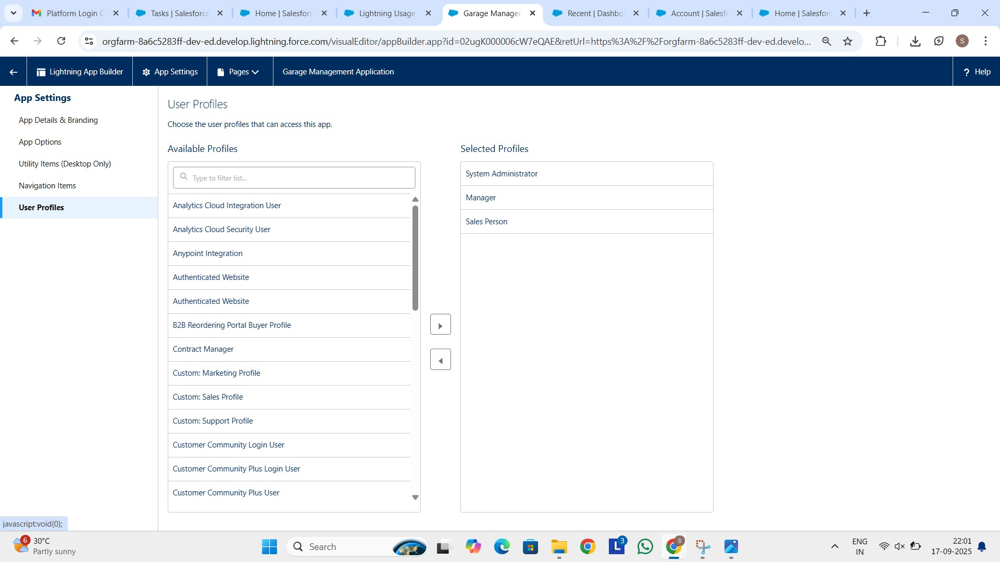 Platform Login C
Tasks | Salesforce
Home | Salesforc
Lightning Usage
Garage Manager
Recent | Dashbo
Account | Salesfo
Home | Salesforc
orgfarm-8a6c5283ff-dev-ed.develop.lightning.force.com/visualEditor/appBuilder.app?id=02ugK000006cW7eQAE&retUrl=https%3A%2F%2Forgfarm-8a6c5283ff-dev-ed.develo...
S
Lightning App Builder
App Settings
Pages
Garage Management Application
? Help
App Settings
App Details & Branding
App Options
Utility Items (Desktop Only)
Navigation Items
User Profiles
User Profiles
Choose the user profiles that can access this app.
Available Profiles
Type to filter list...
Analytics Cloud Integration User
Analytics Cloud Security User
Anypoint Integration
Authenticated Website
Authenticated Website
B2B Reordering Portal Buyer Profile
Contract Manager
Custom: Marketing Profile
Custom: Sales Profile
Custom: Support Profile
Customer Community Login User
Customer Community Plus Login User
Customer Community Plus User
Selected Profiles
System Administrator
Manager
Sales Person
javascript:void(0);
6
30°C
Partly sunny
Search
L
3
S
ENG
IN
22:01
17-09-2025